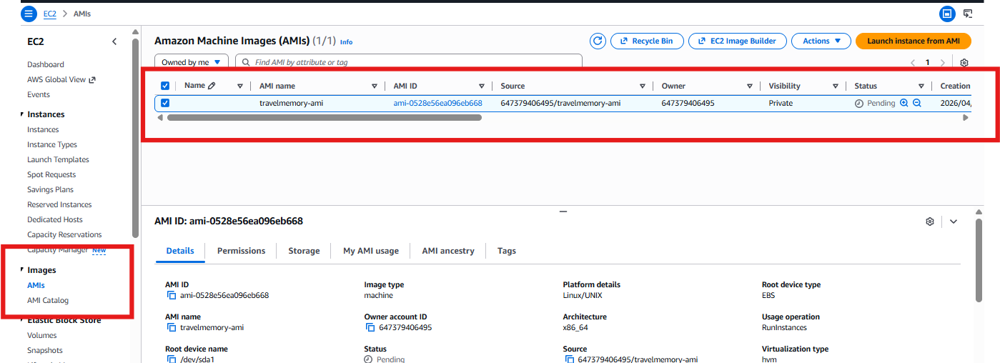 EC2 > AMIs
EC2
Dashboard
AWS Global View
Events
Instances
Instances
Instance Types
Launch Templates
Spot Requests
Savings Plans
Reserved Instances
Dedicated Hosts
Capacity Reservations
Capacity Manager New
Images
AMIs
AMI Catalog
Elastic Block Store
Volumes
Snapshots
Amazon Machine Images (AMIs) (1/1) Info
Recycle Bin
EC2 Image Builder
Actions
Launch instance from AMI
Owned by me
Find AMI by attribute or tag
1
Name AMI name AMI ID Source Owner Visibility Status Creation
travelmemory-ami ami-0528e56ea096eb668 647379406495/travelmemory-ami 647379406495 Private Pending 2026/04,
AMI ID: ami-0528e56ea096eb668
Details Permissions Storage My AMI usage AMI ancestry Tags
AMI ID Image type Platform details Root device type
ami-0528e56ea096eb668 machine Linux/UNIX EBS
AMI name Owner account ID Architecture Usage operation
travelmemory-ami 647379406495 x86_64 RunInstances
Root device name Status Source Virtualization type
/dev/sda1 Pending 647379406495/travelmemory-ami hvm